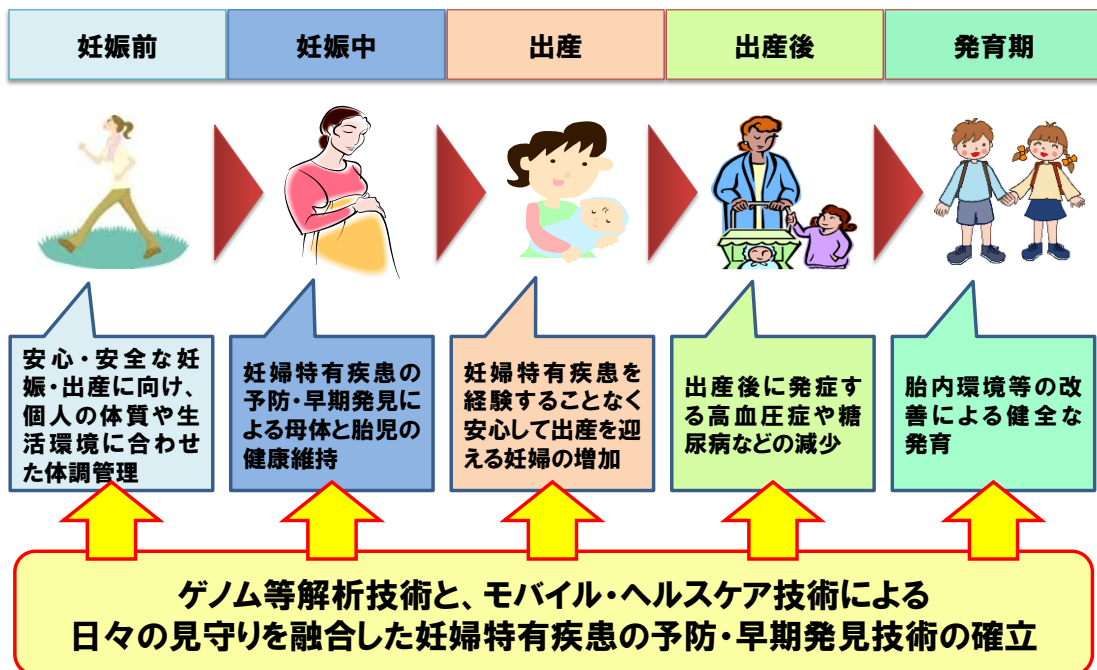 妊娠前
妊娠中
出産
出産後
発育期
安心・安全な妊
娠・出産に向け、
個人の体質や生
活環境に合わせ
た体調管理
妊婦特有疾患の
予防・早期発見に
よる母体と胎児の
健康維持
妊婦特有疾患を
経験することなく
安心して出産を迎
える妊婦の増加
出産後に発症す
る高血圧症や糖
尿病などの減少
胎内環境等の改
善による健全な
発育
ゲノム等解析技術と、モバイル・ヘルスケア技術による
日々の見守りを融合した妊婦特有疾患の予防・早期発見技術の確立